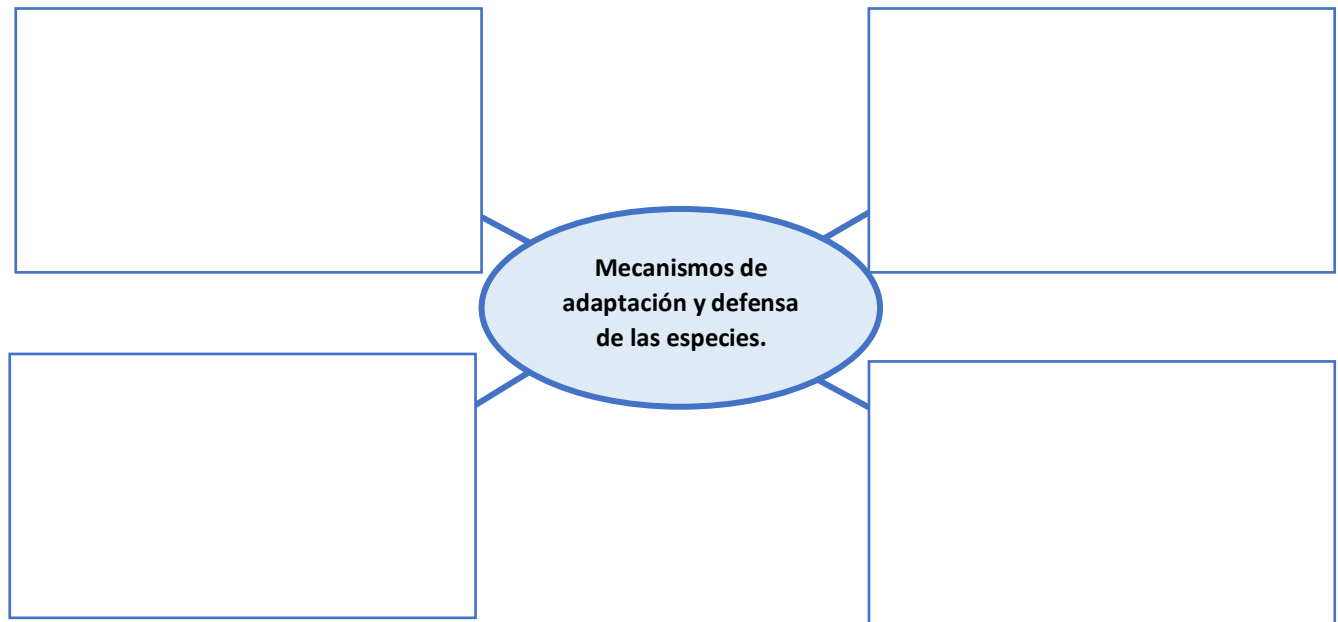 Mecanismos de
adaptación y defensa
de las especies.